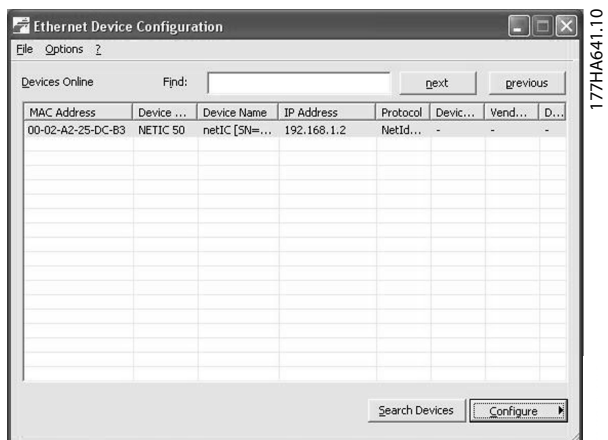 Ethernet Device Configuration
File Options ?
Devices Online Find: next previous
MAC Address Device ... Device Name IP Address Protocol Devic... Vend... D...
00-02-A2-25-DC-B3 NETIC 50 netIC [SN=... 192.168.1.2 NetId... - - -
Search Devices Configure
177HA641.10